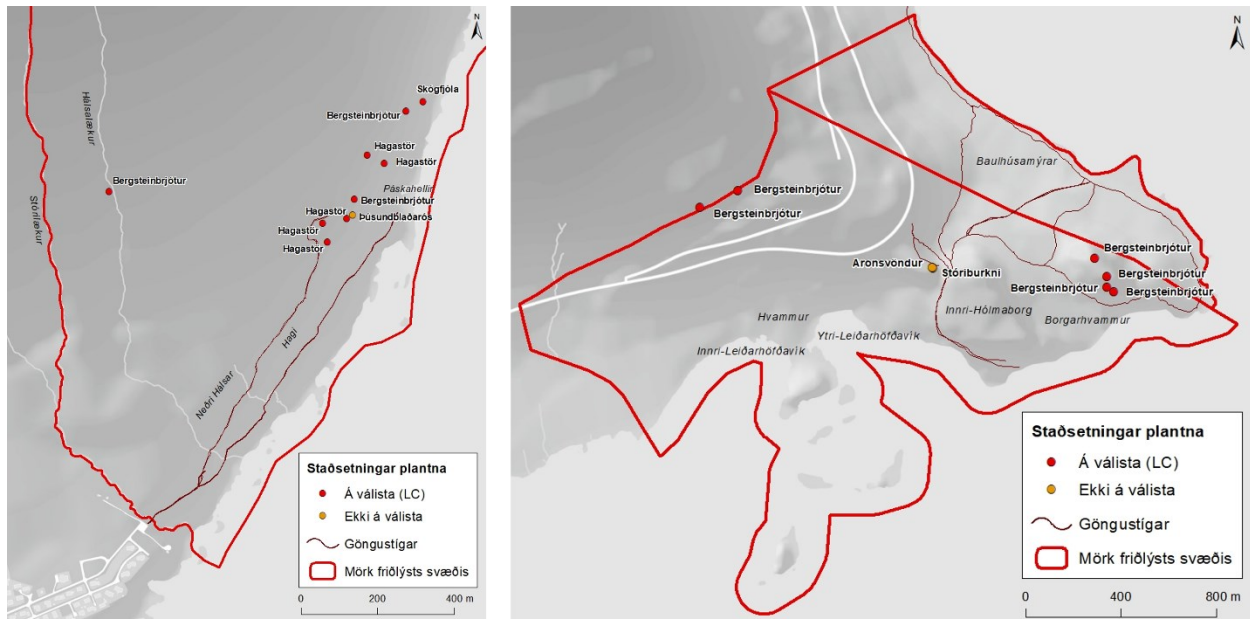 N
Skógfjóla
Bergsteinbrjótur
Hagastör
Hagastör
Páskahellir
Bergsteinbrjótur
Bergsteinbrjótur
Hagastör
Þúsundblaðarós
Hagastör
Hagastör
Hálsalækur
Stórilækur
Hagi
Neðri Hálsar
Staðsetningar plantna
Á válista (LC)
Ekki á válista
Göngustígar
Mörk friðlýsts svæðis
0 200 400 m
N
Baulhúsamýrar
Bergsteinbrjótur
Bergsteinbrjótur
Bergsteinbrjótur
Aronsvöndur
Stóriburkni
Bergsteinbrjótur
Bergsteinbrjótur
Bergsteinbrjótur
Innri-Hólmaborg
Borgarhvammur
Hvammur
Ytri-Leiðarhöfðavík
Innri-Leiðarhöfðavík
Staðsetningar plantna
Á válista (LC)
Ekki á válista
Göngustígar
Mörk friðlýsts svæðis
0 400 800 m